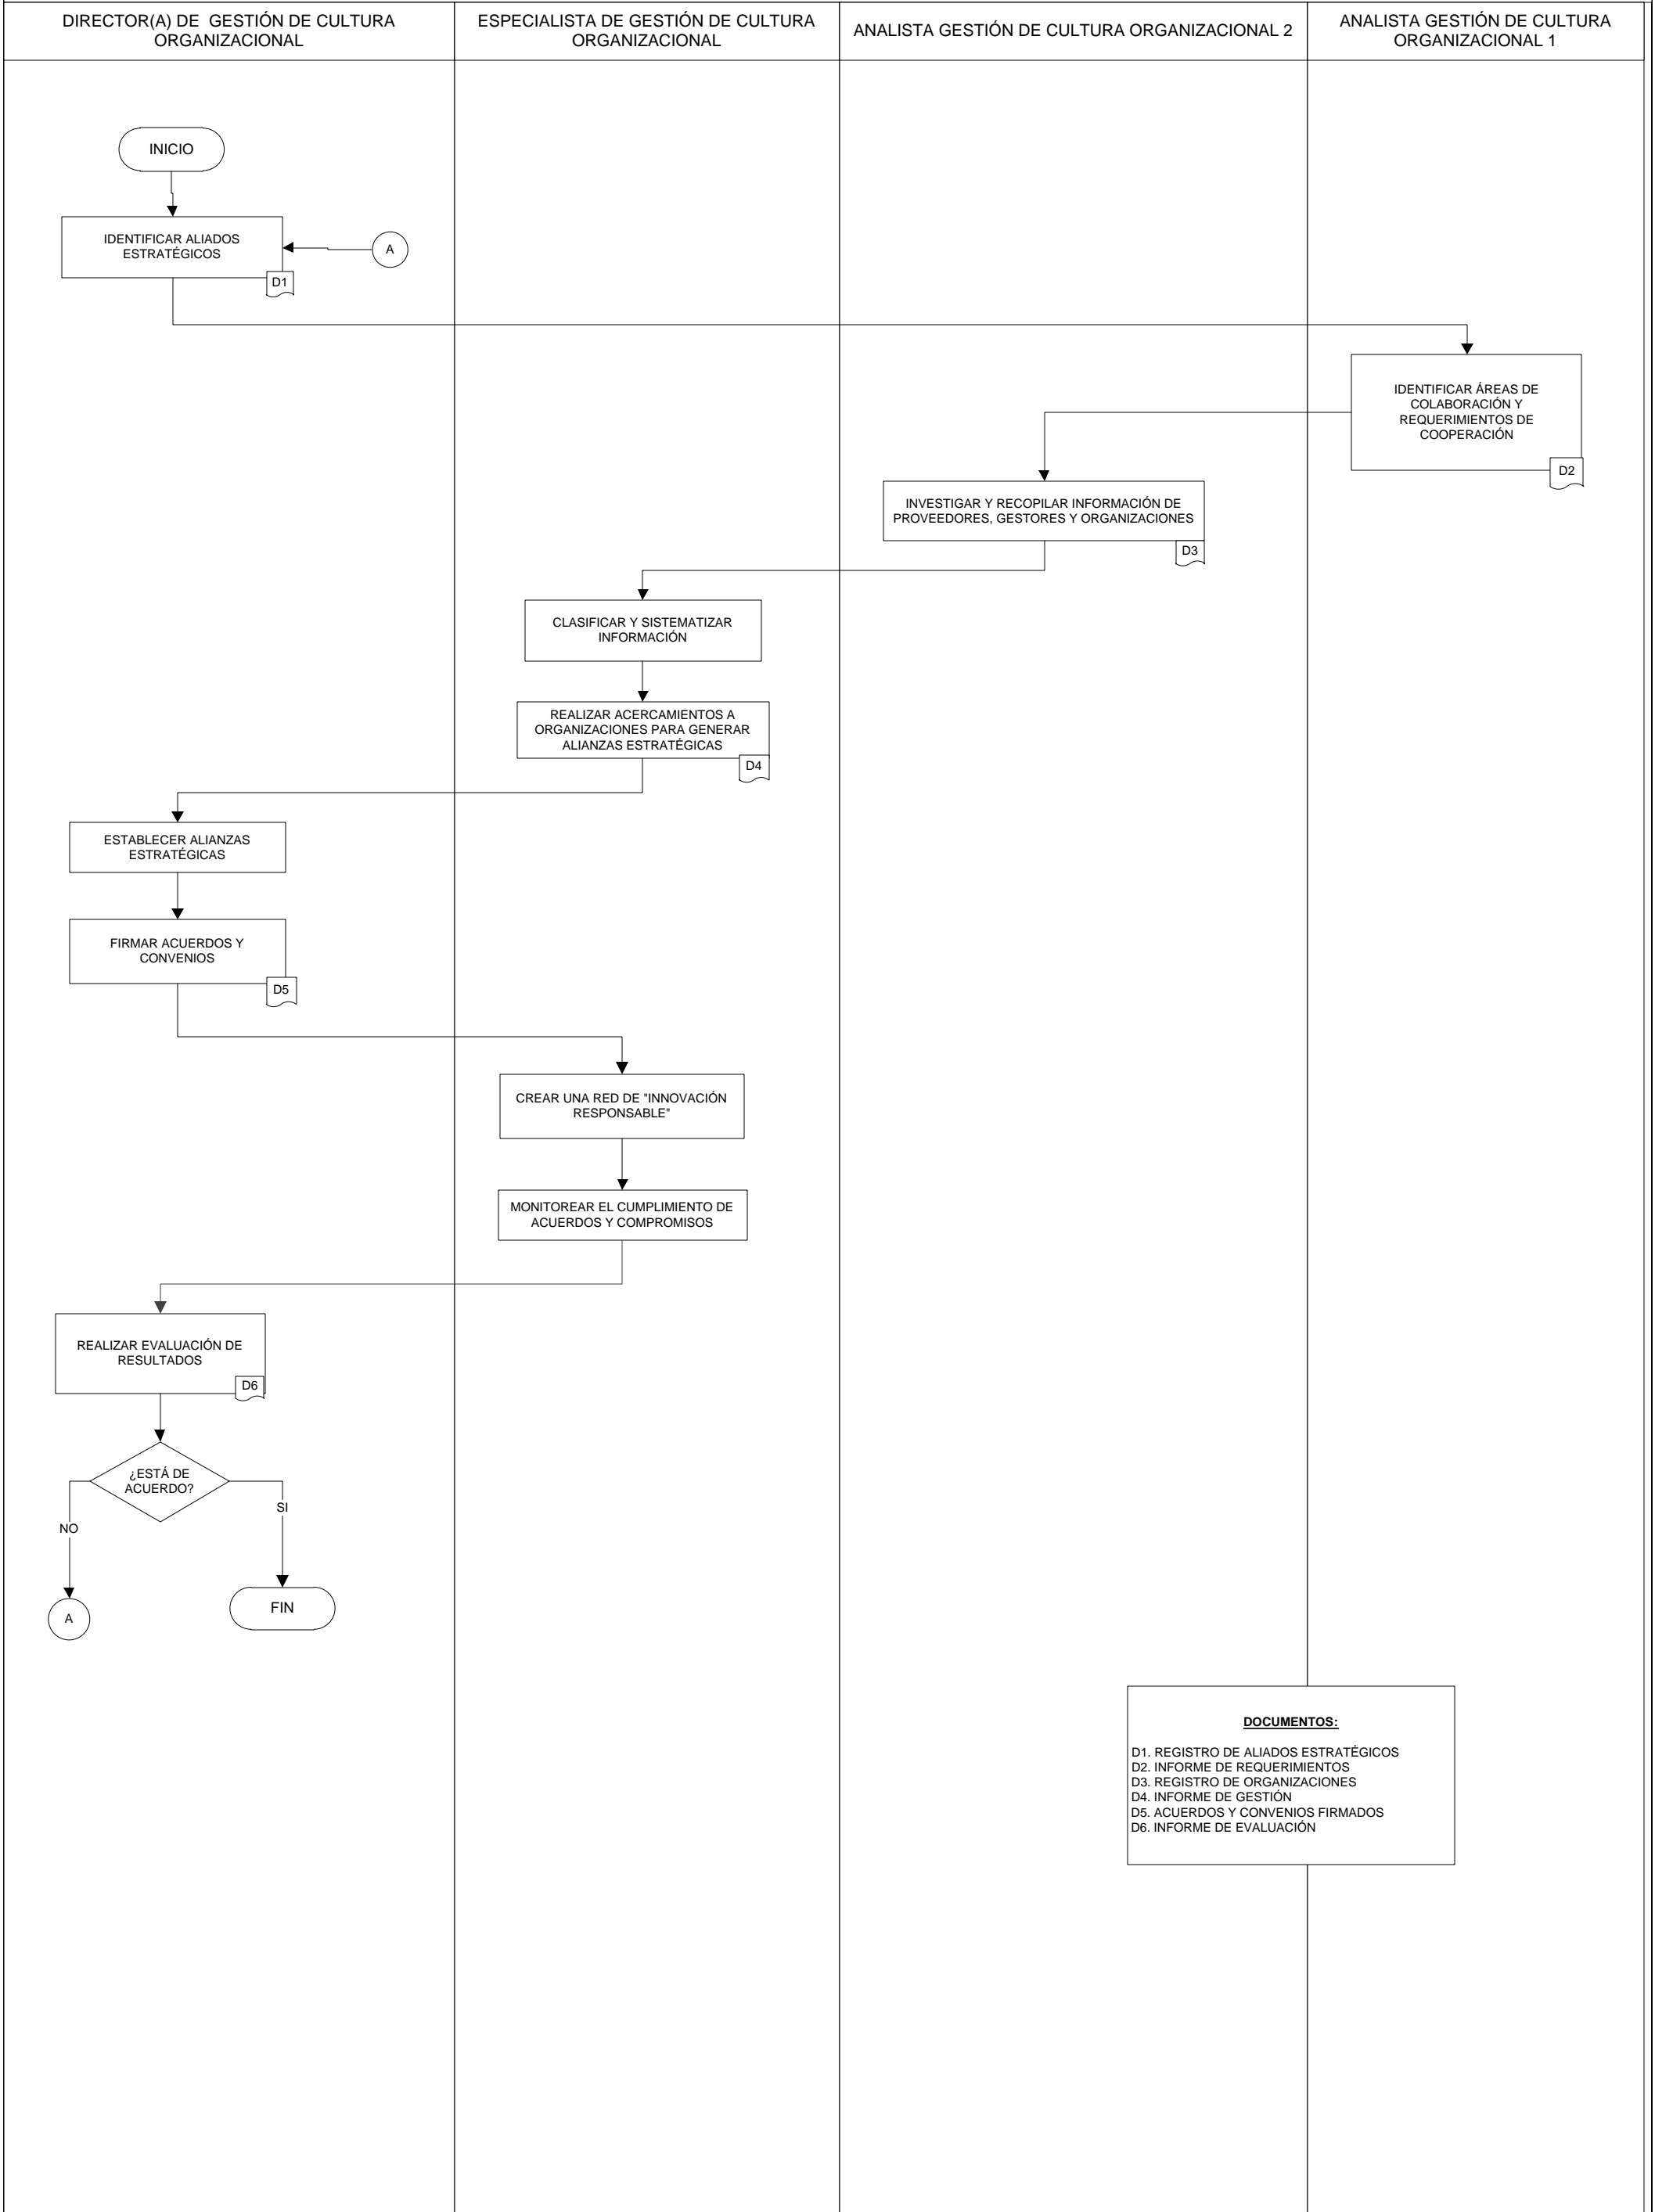 DIRECTOR(A) DE GESTIÓN DE CULTURA
ORGANIZACIONAL
ESPECIALISTA DE GESTIÓN DE CULTURA
ORGANIZACIONAL
ANALISTA GESTIÓN DE CULTURA ORGANIZACIONAL 2
ANALISTA GESTIÓN DE CULTURA
ORGANIZACIONAL 1
INICIO
IDENTIFICAR ALIADOS
ESTRATÉGICOS
A
D1
IDENTIFICAR ÁREAS DE
COLABORACIÓN Y
REQUERIMIENTOS DE
COOPERACIÓN
D2
INVESTIGAR Y RECOPILAR INFORMACIÓN DE
PROVEEDORES, GESTORES Y ORGANIZACIONES
D3
CLASIFICAR Y SISTEMATIZAR
INFORMACIÓN
REALIZAR ACERCAMIENTOS A
ORGANIZACIONES PARA GENERAR
ALIANZAS ESTRATÉGICAS
D4
ESTABLECER ALIANZAS
ESTRATÉGICAS
FIRMAR ACUERDOS Y
CONVENIOS
D5
CREAR UNA RED DE "INNOVACIÓN
RESPONSABLE"
MONITOREAR EL CUMPLIMIENTO DE
ACUERDOS Y COMPROMISOS
REALIZAR EVALUACIÓN DE
RESULTADOS
D6
¿ESTÁ DE
ACUERDO?
SI
NO
A
FIN
DOCUMENTOS:
D1. REGISTRO DE ALIADOS ESTRATÉGICOS
D2. INFORME DE REQUERIMIENTOS
D3. REGISTRO DE ORGANIZACIONES
D4. INFORME DE GESTIÓN
D5. ACUERDOS Y CONVENIOS FIRMADOS
D6. INFORME DE EVALUACIÓN